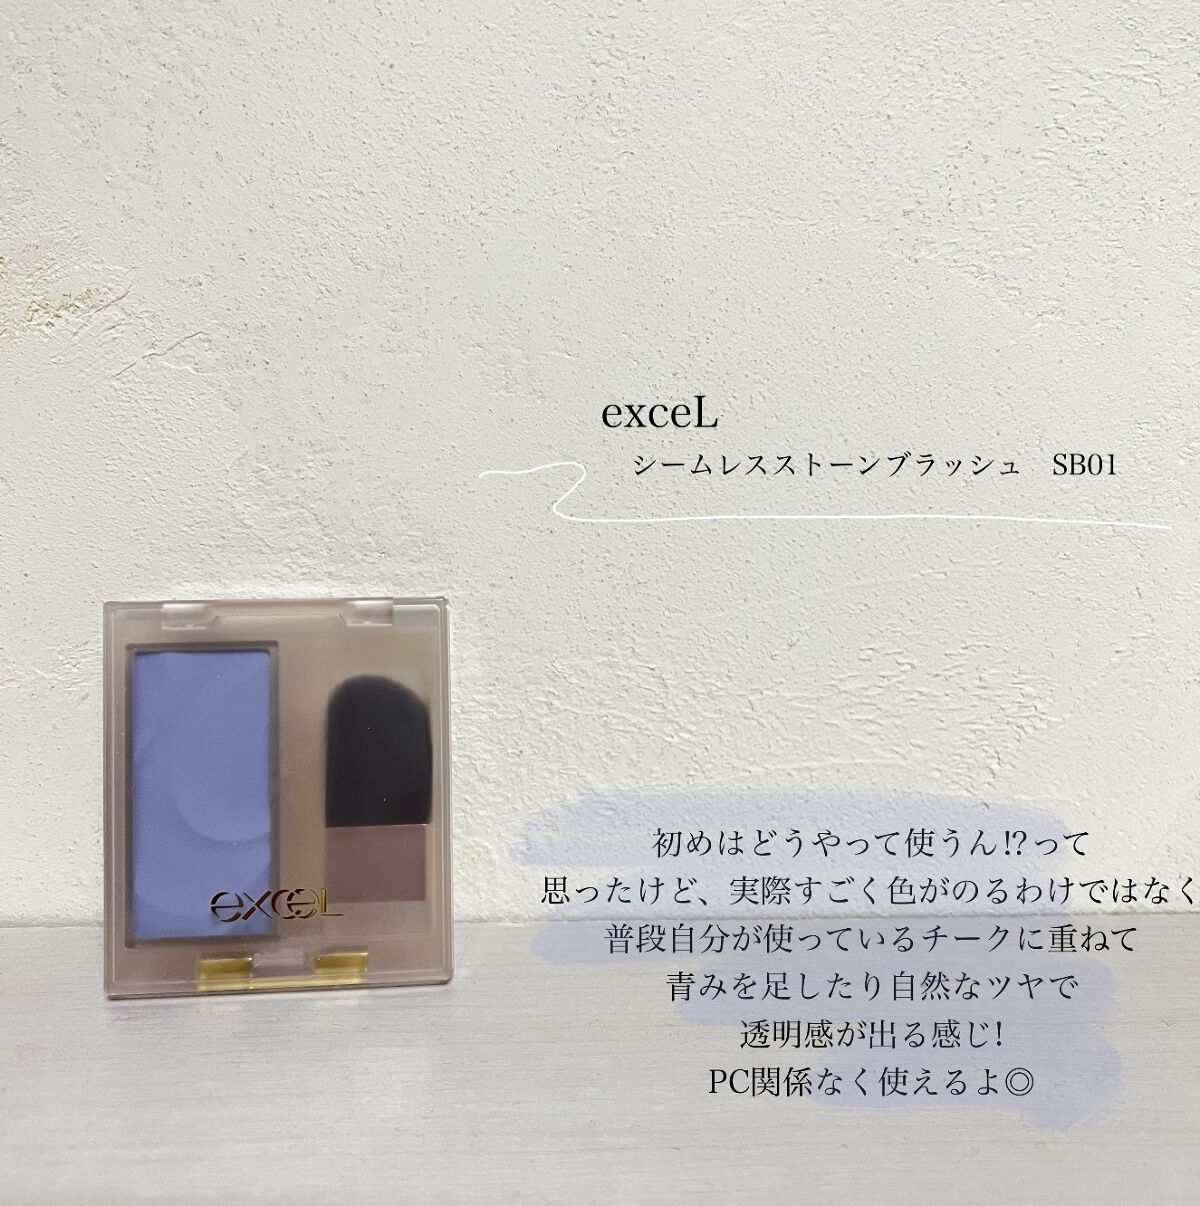 exceL
シームレスストーンブラッシュ　SB01
excel
初めはどうやって使うん!?って
思ったけど、実際すごく色がのるわけではなく
普段自分が使っているチークに重ねて
青みを足したり自然なツヤで
透明感が出る感じ!
PC関係なく使えるよ◎